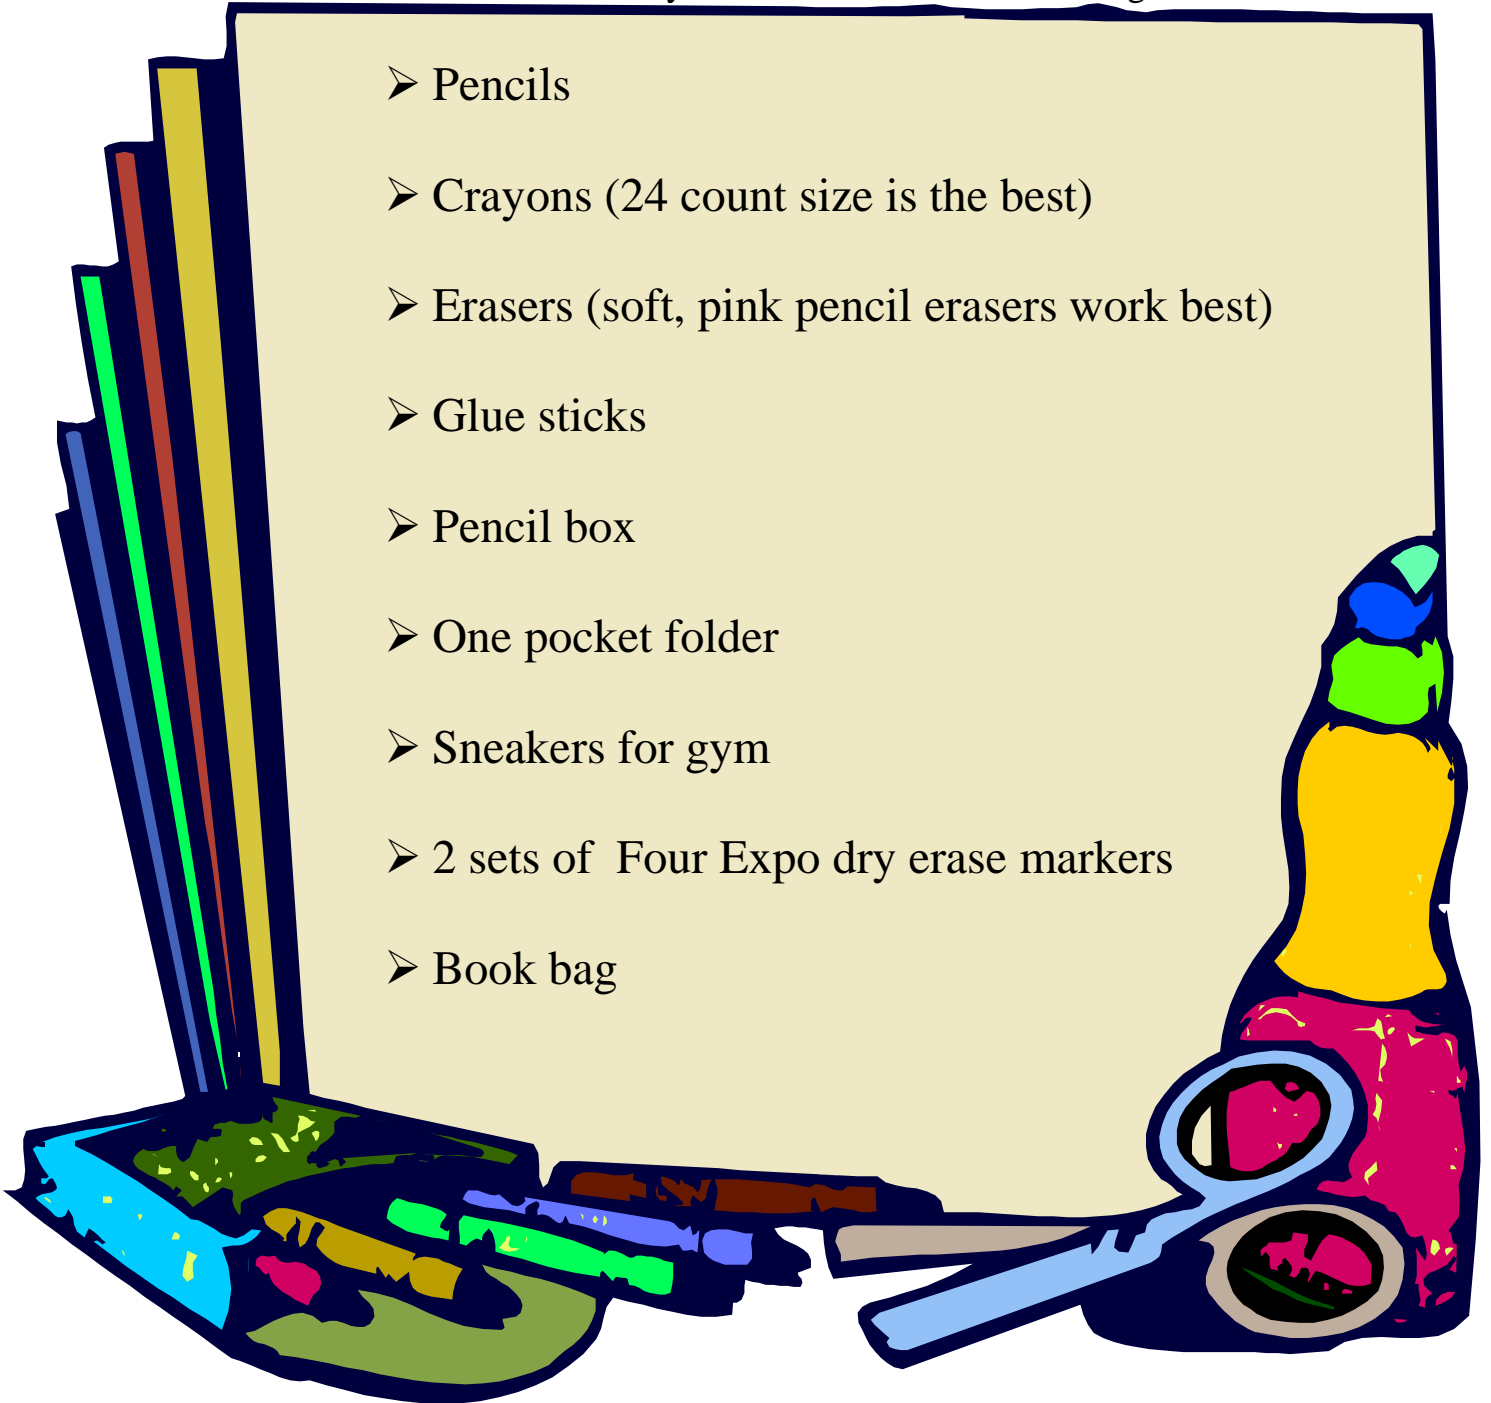 ➢ Pencils
➢ Crayons (24 count size is the best)
➢ Erasers (soft, pink pencil erasers work best)
➢ Glue sticks
➢ Pencil box
➢ One pocket folder
➢ Sneakers for gym
➢ 2 sets of  Four Expo dry erase markers
➢ Book bag